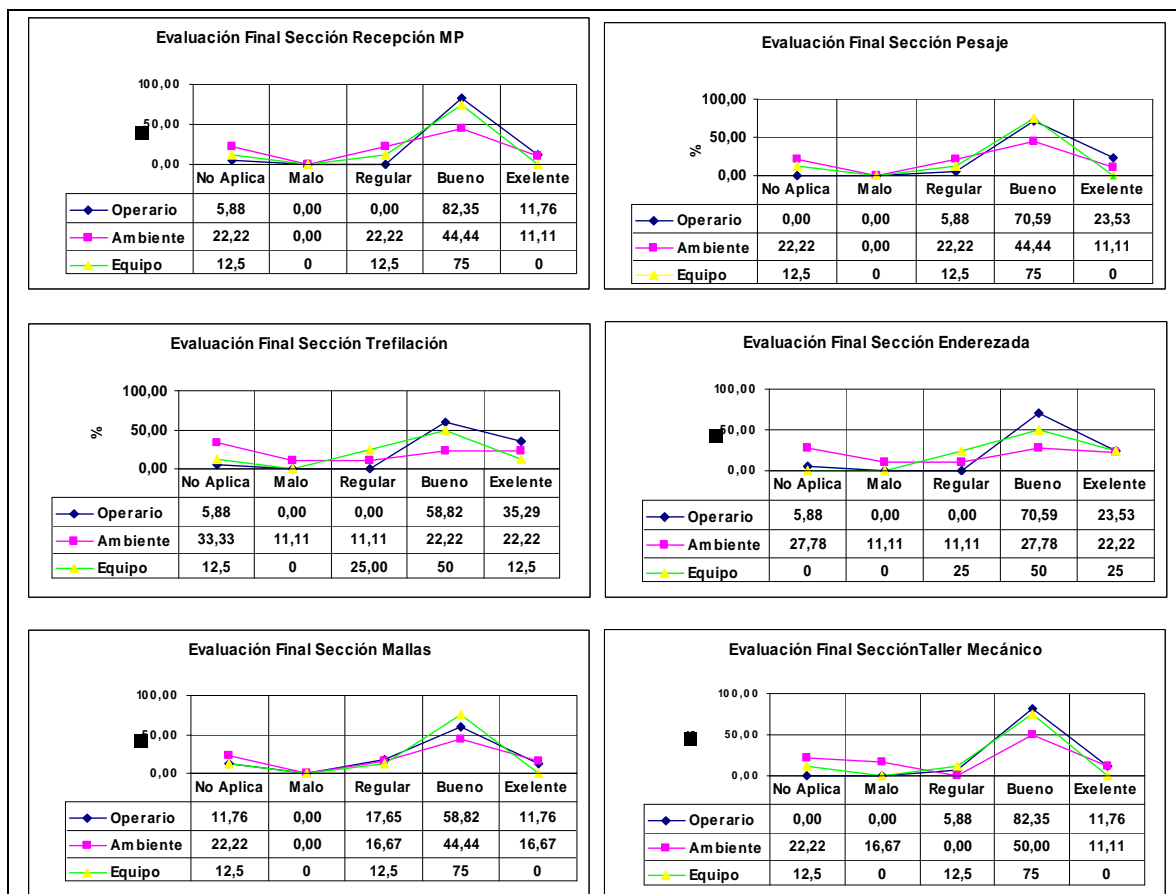 Evaluación Final Sección Recepción MP
100,00
50,00
0,00
No Aplica Malo Regular Bueno Exelente
Operario 5,88 0,00 0,00 82,35 11,76
Ambiente 22,22 0,00 22,22 44,44 11,11
Equipo 12,5 0 12,5 75 0
Evaluación Final Sección Pesaje
%
100,00
50,00
0,00
No Aplica Malo Regular Bueno Exelente
Operario 0,00 0,00 5,88 70,59 23,53
Ambiente 22,22 0,00 22,22 44,44 11,11
Equipo 12,5 0 12,5 75 0
Evaluación Final Sección Trefilación
%
100,00
50,00
0,00
No Aplica Malo Regular Bueno Exelente
Operario 5,88 0,00 0,00 58,82 35,29
Ambiente 33,33 11,11 11,11 22,22 22,22
Equipo 12,5 0 25,00 50 12,5
Evaluación Final Sección Enderezada
100,00
50,00
0,00
No Aplica Malo Regular Bueno Exelente
Operario 5,88 0,00 0,00 70,59 23,53
Ambiente 27,78 11,11 11,11 27,78 22,22
Equipo 0 0 25 50 25
Evaluación Final Sección Mallas
100,00
50,00
0,00
No Aplica Malo Regular Bueno Exelente
Operario 11,76 0,00 17,65 58,82 11,76
Ambiente 22,22 0,00 16,67 44,44 16,67
Equipo 12,5 0 12,5 75 0
Evaluación Final SecciónTaller Mecánico
100,00
50,00
0,00
No Aplica Malo Regular Bueno Exelente
Operario 0,00 0,00 5,88 82,35 11,76
Ambiente 22,22 16,67 0,00 50,00 11,11
Equipo 12,5 0 12,5 75 0